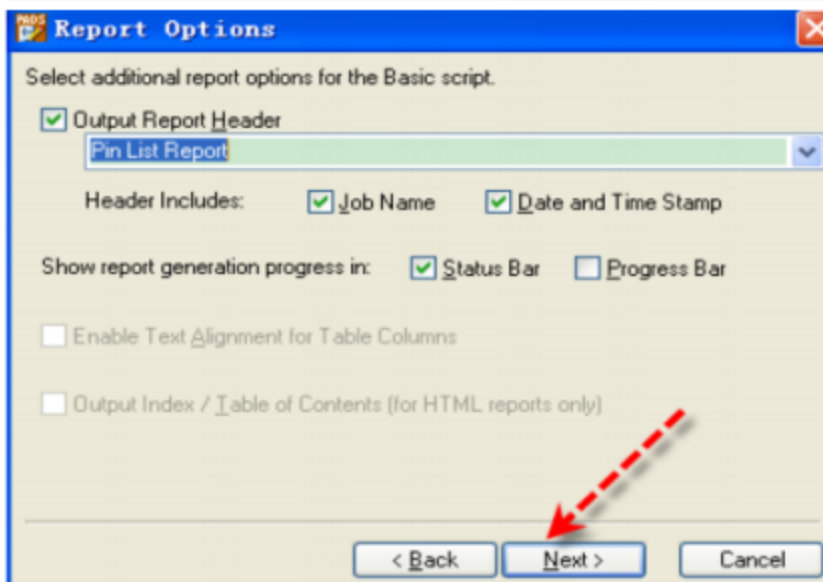 PADS
Report Options
Select additional report options for the Basic script.
Output Report Header
Pin List Report
Header Includes: Job Name Date and Time Stamp
Show report generation progress in: Status Bar Progress Bar
Enable Text Alignment for Table Columns
Output Index / Table of Contents (for HTML reports only)
< Back Next > Cancel